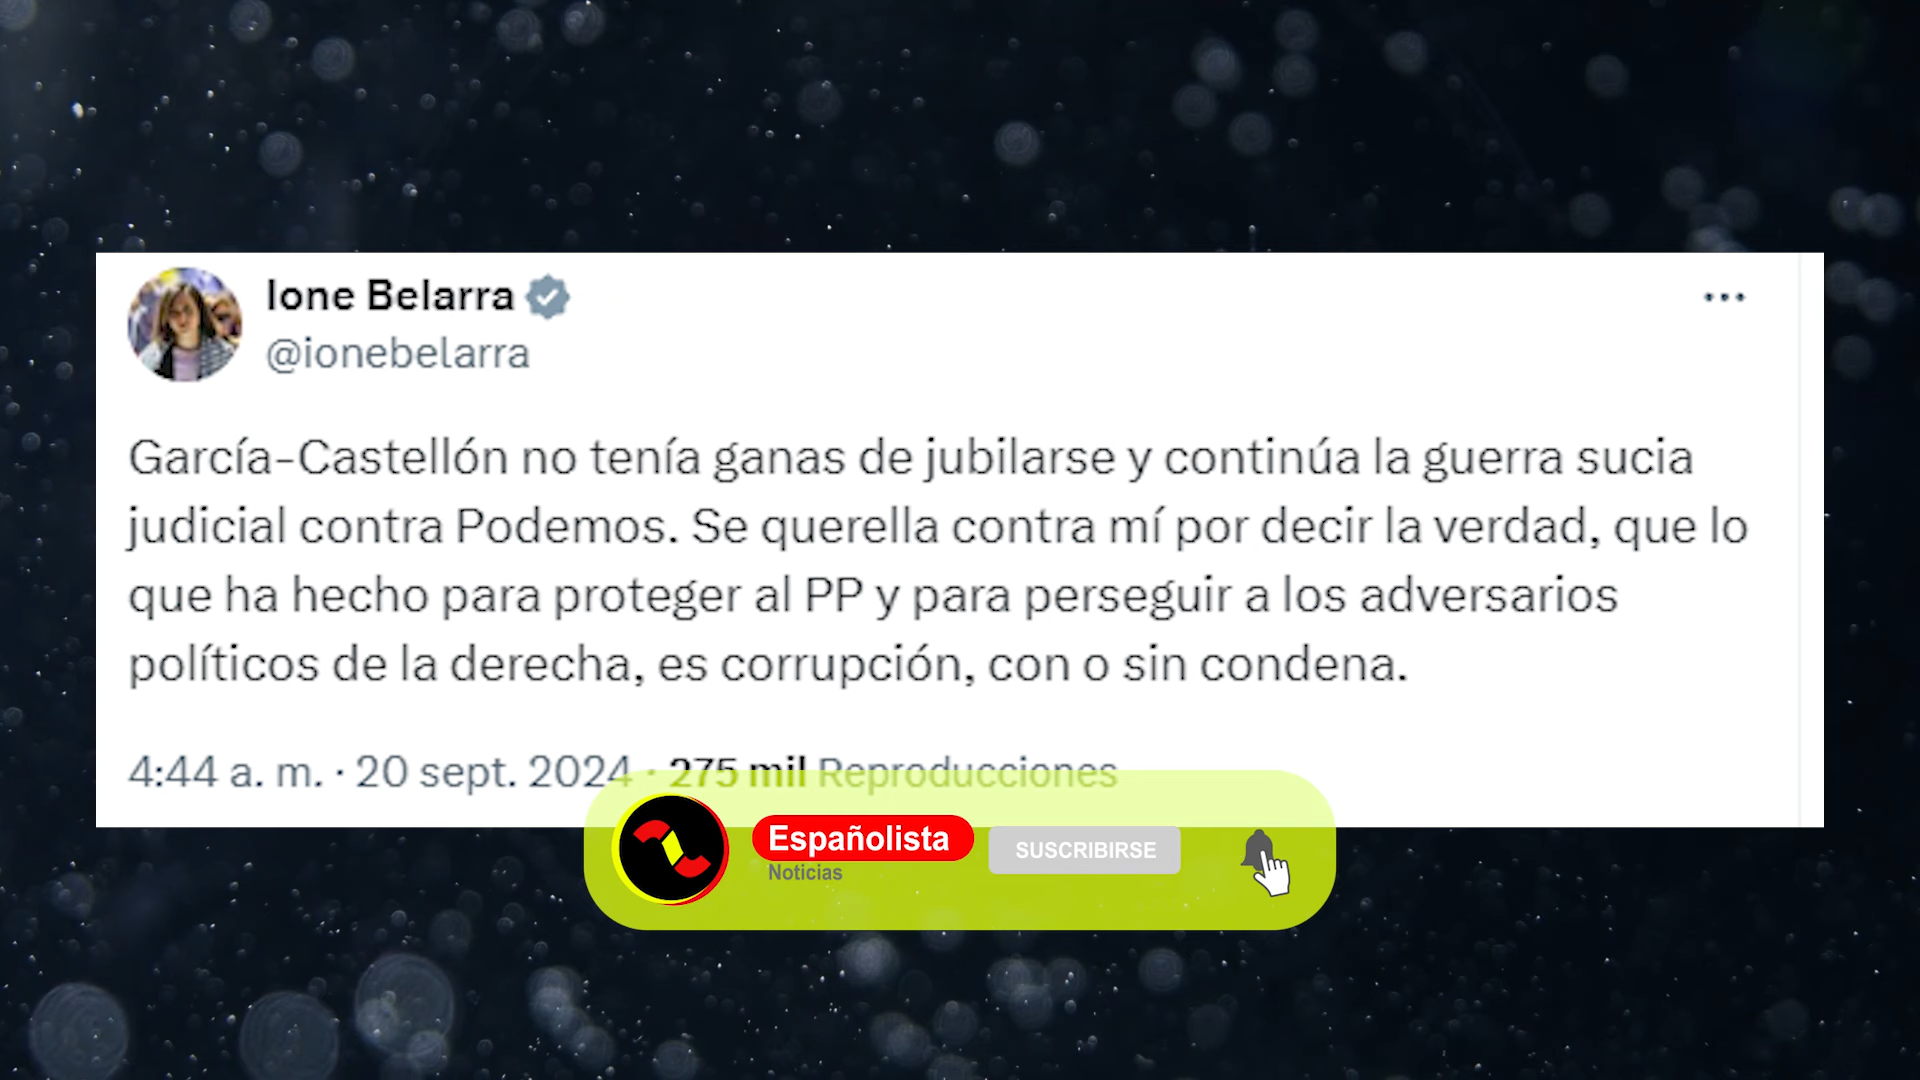 Ione Belarra
@ionebelarra
García-Castellón no tenía ganas de jubilarse y continúa la guerra sucia
judicial contra Podemos. Se querella contra mí por decir la verdad, que lo
que ha hecho para proteger al PP y para perseguir a los adversarios
políticos de la derecha, es corrupción, con o sin condena.
4:44 a. m. · 20 sept. 2024 · 275 mil Reproducciones
Españolista
Noticias
SUSCRIBIRSE